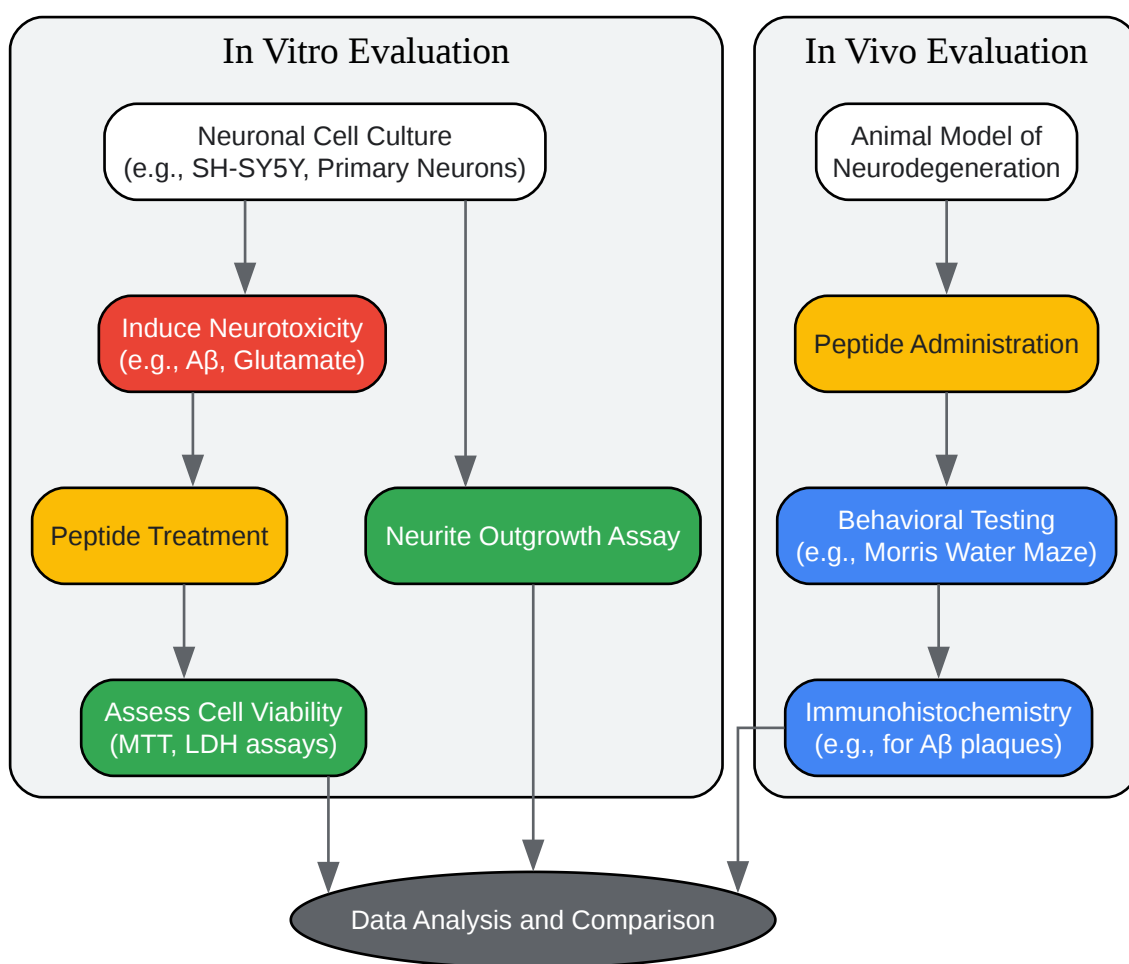 In Vitro Evaluation
Neuronal Cell Culture
(e.g., SH-SY5Y, Primary Neurons)
Induce Neurotoxicity
(e.g., Aβ, Glutamate)
Peptide Treatment
Neurite Outgrowth Assay
Assess Cell Viability
(MTT, LDH assays)
In Vivo Evaluation
Animal Model of
Neurodegeneration
Peptide Administration
Behavioral Testing
(e.g., Morris Water Maze)
Immunohistochemistry
(e.g., for Aβ plaques)
Data Analysis and Comparison